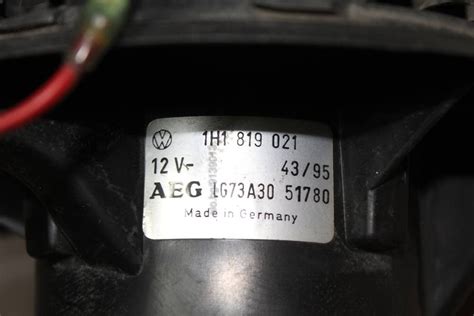 1H1 819 021
12 V- 43/95
AEG LG73A30 51780
Made in Germany